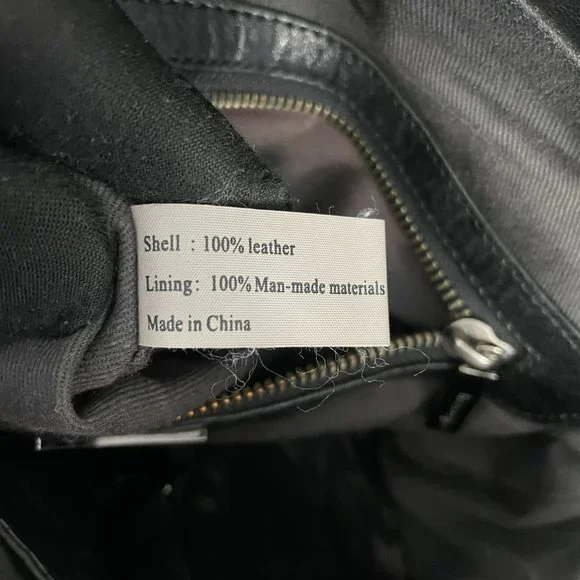 Shell : 100% leather
Lining: 100% Man-made materials
Made in China